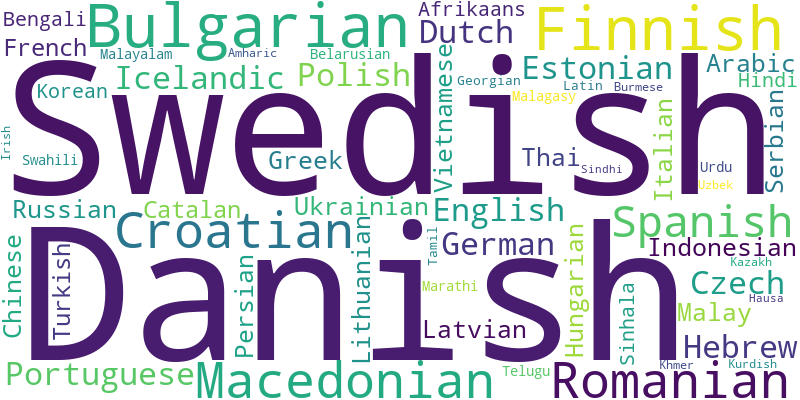 Bengali
Bulgarian
Afrikaans
Finnish
French
Malayalam
Amharic
Belarusian
Dutch
Swedish
Korean
Icelandic
Polish
Vietnamese
Georgian
Estonian
Latin
Burmese
Malagasy
Arabic
Hindi
Irish
Swahili
Greek
Thai
Sindhi
Italian
Urdu
Uzbek
Serbian
Russian
Catalan
Ukrainian
English
Spanish
Croatian
Danish
Chinese
Turkish
Persian
Lithuanian
Tamil
German
Hungarian
Indonesian
Kazakh
Czech
Hausa
Marathi
Malay
Sinhala
Latvian
Hebrew
Portuguese
Macedonian
Telugu
Romanian
Khmer
Kurdish